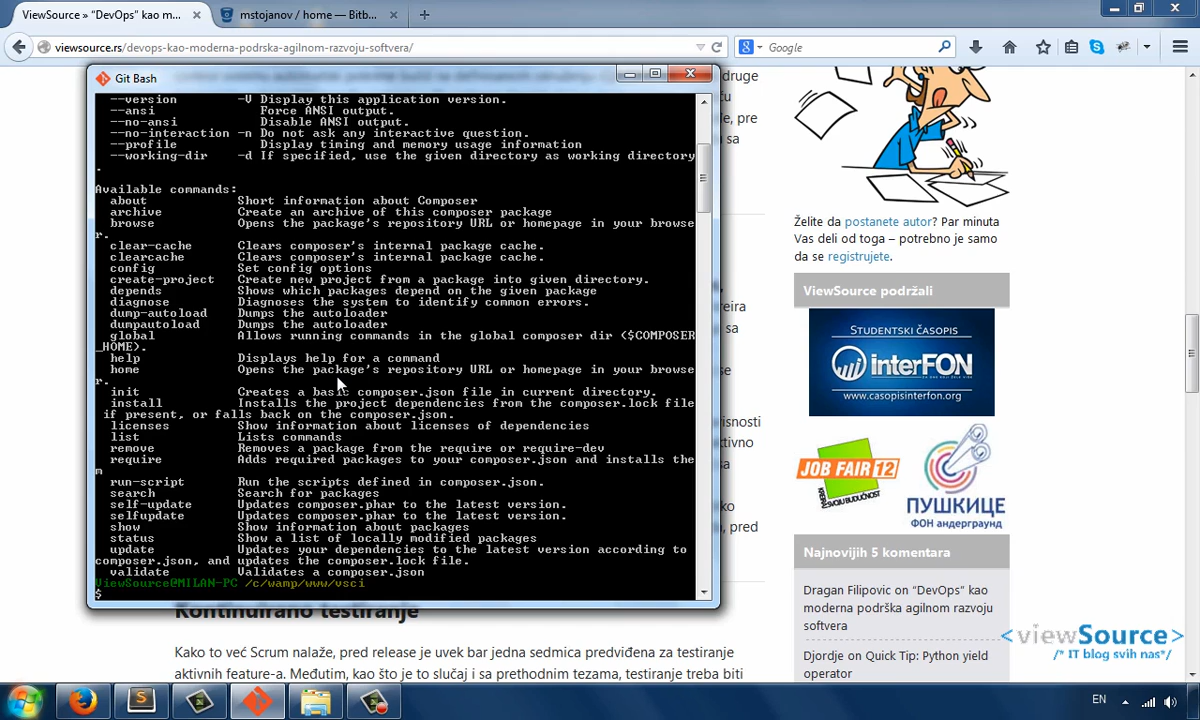 ViewSource » “DevOps” kao m...
mstojanov / home — Bitb...
viewsource.rs/devops-kao-moderna-podrska-agilnom-razvoju-softvera/
Google
Git Bash
--version -V Display this application version.
--ansi Force ANSI output.
--no-ansi Disable ANSI output.
--no-interaction -n Do not ask any interactive question.
--profile Display timing and memory usage information
--working-dir -d If specified, use the given directory as working directory
.
Available commands:
about Short information about Composer
archive Create an archive of this composer package
browse Opens the package's repository URL or homepage in your browse
r.
clear-cache Clears composer's internal package cache.
clearcache Clears composer's internal package cache.
config Set config options
create-project Create new project from a package into given directory.
depends Shows which packages depend on the given package
diagnose Diagnoses the system to identify common errors.
dump-autoload Dumps the autoloader
dumpautoload Dumps the autoloader
global Allows running commands in the global composer dir ($COMPOSER
_HOME).
help Displays help for a command
home Opens the package's repository URL or homepage in your browse
r.
init Creates a basic composer.json file in current directory.
install Installs the project dependencies from the composer.lock file
if present, or falls back on the composer.json.
licenses Show information about licenses of dependencies
list Lists commands
remove Removes a package from the require or require-dev
require Adds required packages to your composer.json and installs the
m
run-script Run the scripts defined in composer.json.
search Search for packages
self-update Updates composer.phar to the latest version.
selfupdate Updates composer.phar to the latest version.
show Show information about packages
status Show a list of locally modified packages
update Updates your dependencies to the latest version according to
composer.json, and updates the composer.lock file.
validate Validates a composer.json
ViewSource@MILAN-PC /c/wamp/www/vsci
$
druge
cu
e, pre
sa
reira
sa
se
isnosti
aktivno
sa
ko
, pred
Kontinuirano testiranje
Kako to već Scrum nalaže, pred release je uvek bar jedna sedmica predviđena za testiranje
aktivnih feature-a. Međutim, kao što je to slučaj i sa prethodnim tezama, testiranje treba biti
Želite da postanete autor? Par minuta
Vas deli od toga – potrebno je samo
da se registrujete.
ViewSource podržali
STUDENTSKI ČASOPIS
interFON
www.casopisinterfon.org
JOB FAIR 12
KREIRAJ SVOJU BUDUĆNOST
ПУШКИЦЕ
ФОН АНДЕРГРАУНД
Najnovijih 5 komentara
Dragan Filipovic on “DevOps” kao
moderna podrška agilnom razvoju
softvera
Djordje on Quick Tip: Python yield
operator
<viewSource>
/* IT blog svih nas*/
EN